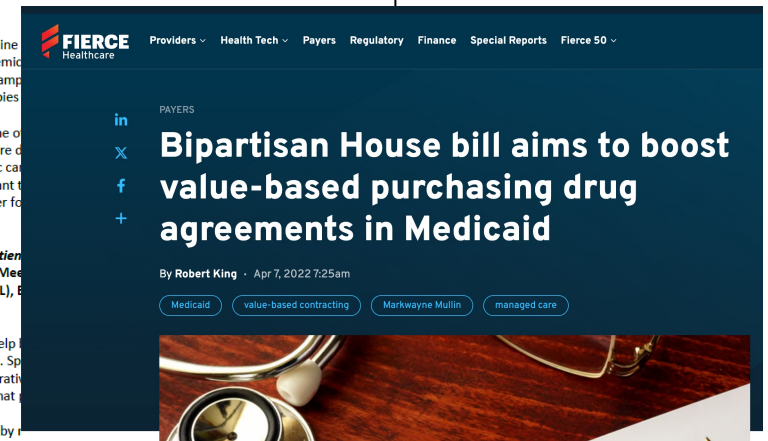 FIERCE
Healthcare
Providers Health Tech Payers Regulatory Finance Special Reports Fierce 50
PAYERS
in
X
f
+
Bipartisan House bill aims to boost
value-based purchasing drug
agreements in Medicaid
By Robert King · Apr 7, 2022 7:25am
Medicaid value-based contracting Markwayne Mullin managed care
by